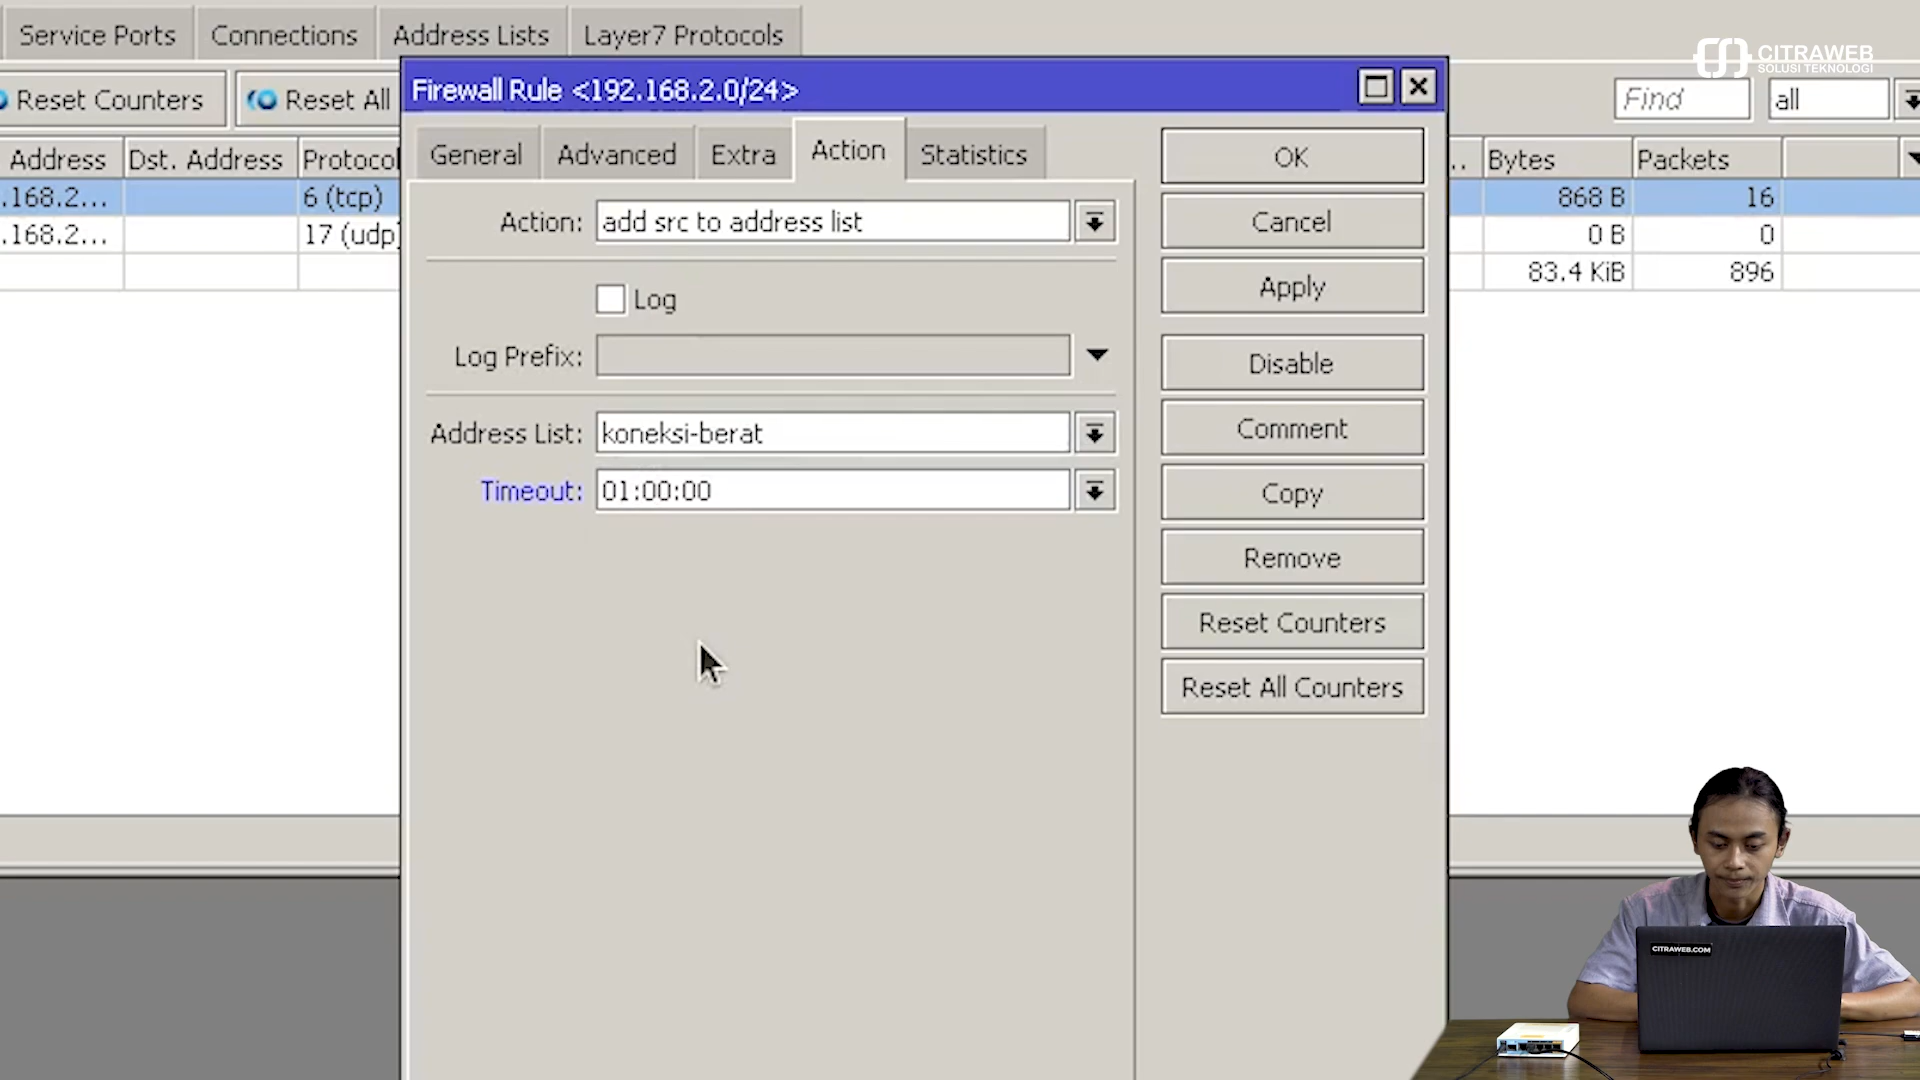 Service Ports Connections Address Lists Layer7 Protocols
CITRAWEB
SOLUSI TEKNOLOGI
Reset Counters Reset All
Firewall Rule <192.168.2.0/24>
Find all
Address Dst. Address Protocol
.. Bytes Packets
.168.2... 6 (tcp) 868 B 16
.168.2... 17 (udp) 0 B 0
83.4 KiB 896
General Advanced Extra Action Statistics
Action: add src to address list
Log
Log Prefix:
Address List: koneksi-berat
Timeout: 01:00:00
OK
Cancel
Apply
Disable
Comment
Copy
Remove
Reset Counters
Reset All Counters
CITRAWEB.COM